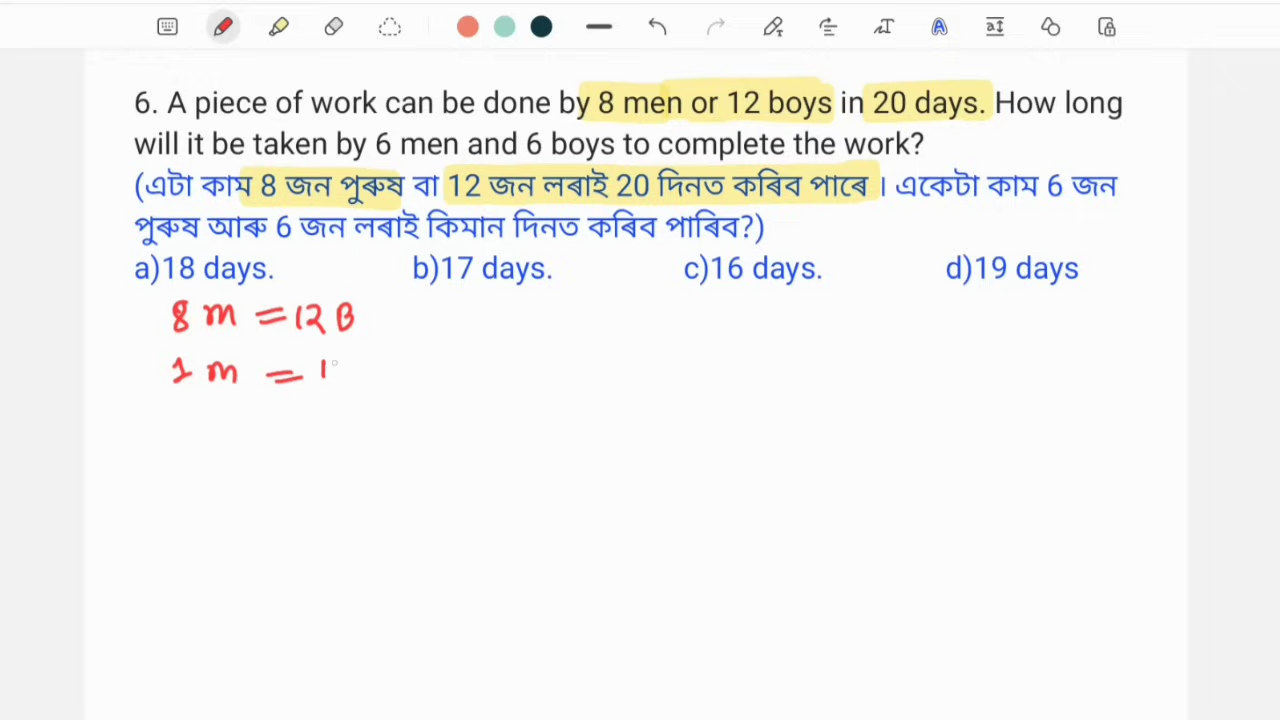 6. A piece of work can be done by 8 men or 12 boys in 20 days. How long
will it be taken by 6 men and 6 boys to complete the work?
(এটা কাম 8 জন পুৰুষ বা 12 জন লৰাই 20 দিনত কৰিব পাৰে । একেটা কাম 6 জন
পুৰুষ আৰু 6 জন লৰাই কিমান দিনত কৰিব পাৰিব?)
a)18 days. b)17 days. c)16 days. d)19 days
8 m = 12 B
1 m = 1